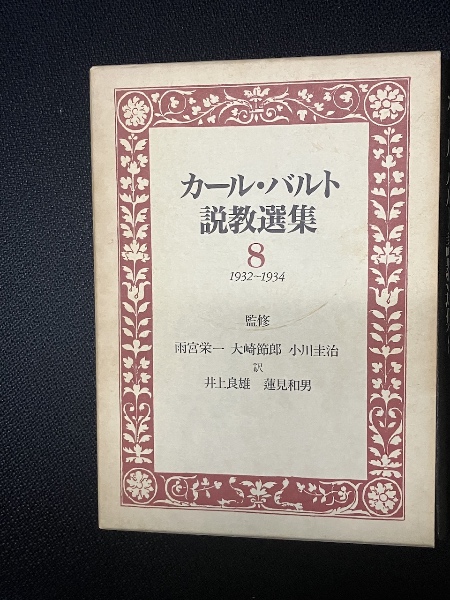 カール・バルト
説教選集
8
1932~1934
監修
雨宮栄一 大崎節郎 小川圭治
訳
井上良雄 蓮見和男